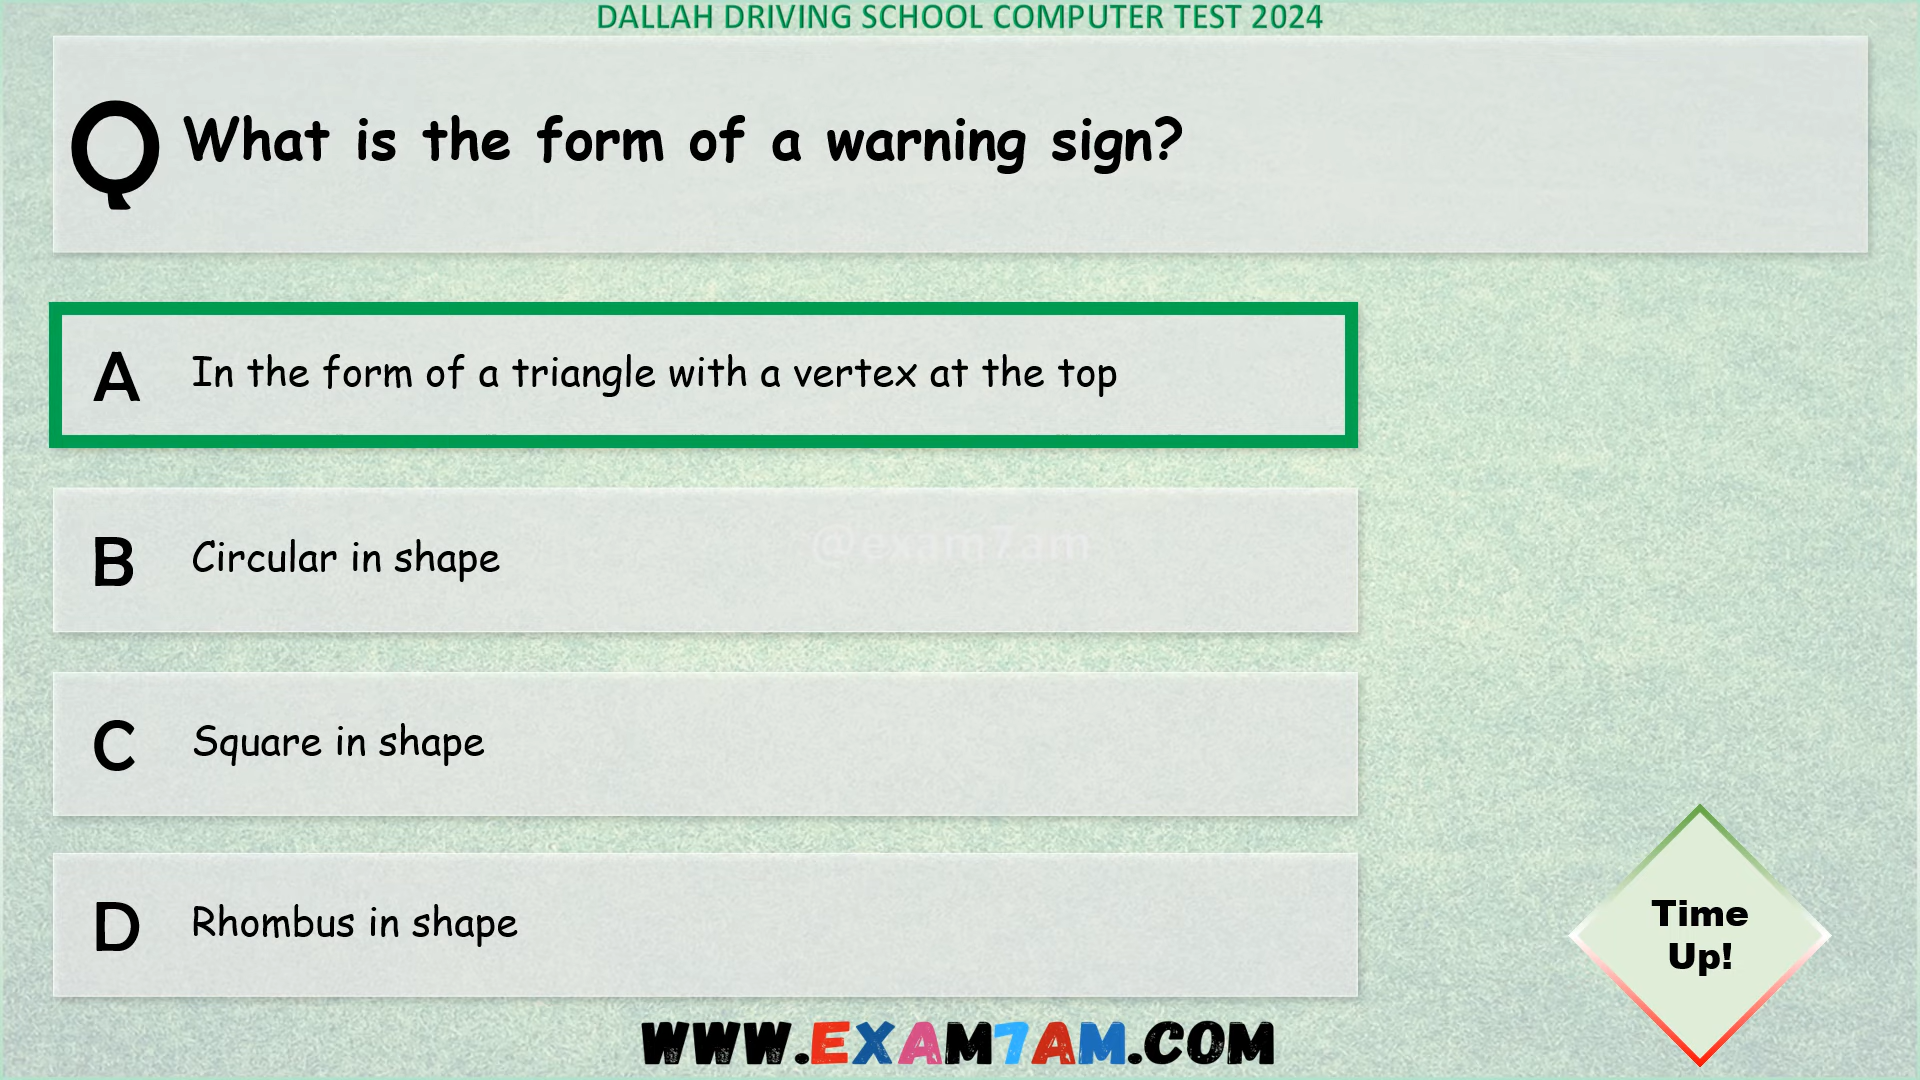 DALLAH DRIVING SCHOOL COMPUTER TEST 2024
Q What is the form of a warning sign?
A In the form of a triangle with a vertex at the top
B Circular in shape
@exam7am
C Square in shape
D Rhombus in shape
Time
Up!
WWW.EXAM7AM.COM